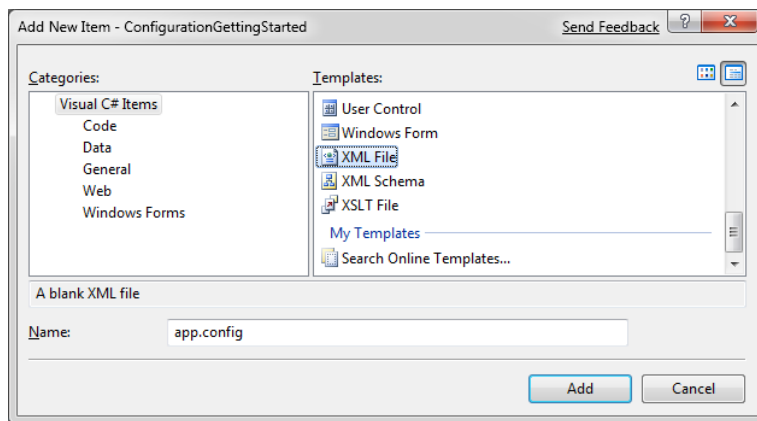 Add New Item - ConfigurationGettingStarted
Send Feedback
?
X
Categories:
Templates:
Visual C# Items
Code
Data
General
Web
Windows Forms
User Control
Windows Form
XML File
XML Schema
XSLT File
My Templates
Search Online Templates...
A blank XML file
Name:
app.config
Add
Cancel